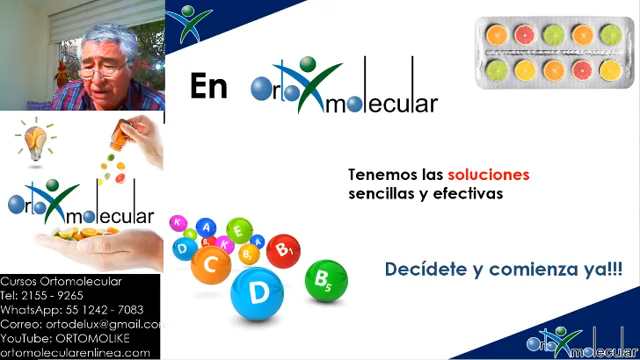 En Ortomolecular
Tenemos las soluciones
sencillas y efectivas
Decídete y comienza ya!!!
Ortomolecular
K
A
E
D
B
K
B
A
C
B1
D
B5
Cursos Ortomolecular
Tel: 2155 - 9265
WhatsApp: 55 1242 - 7083
Correo: ortodelux@gmail.com
YouTube: ORTOMOLIKE
ortomolecularenlinea.com
Ortomolecular